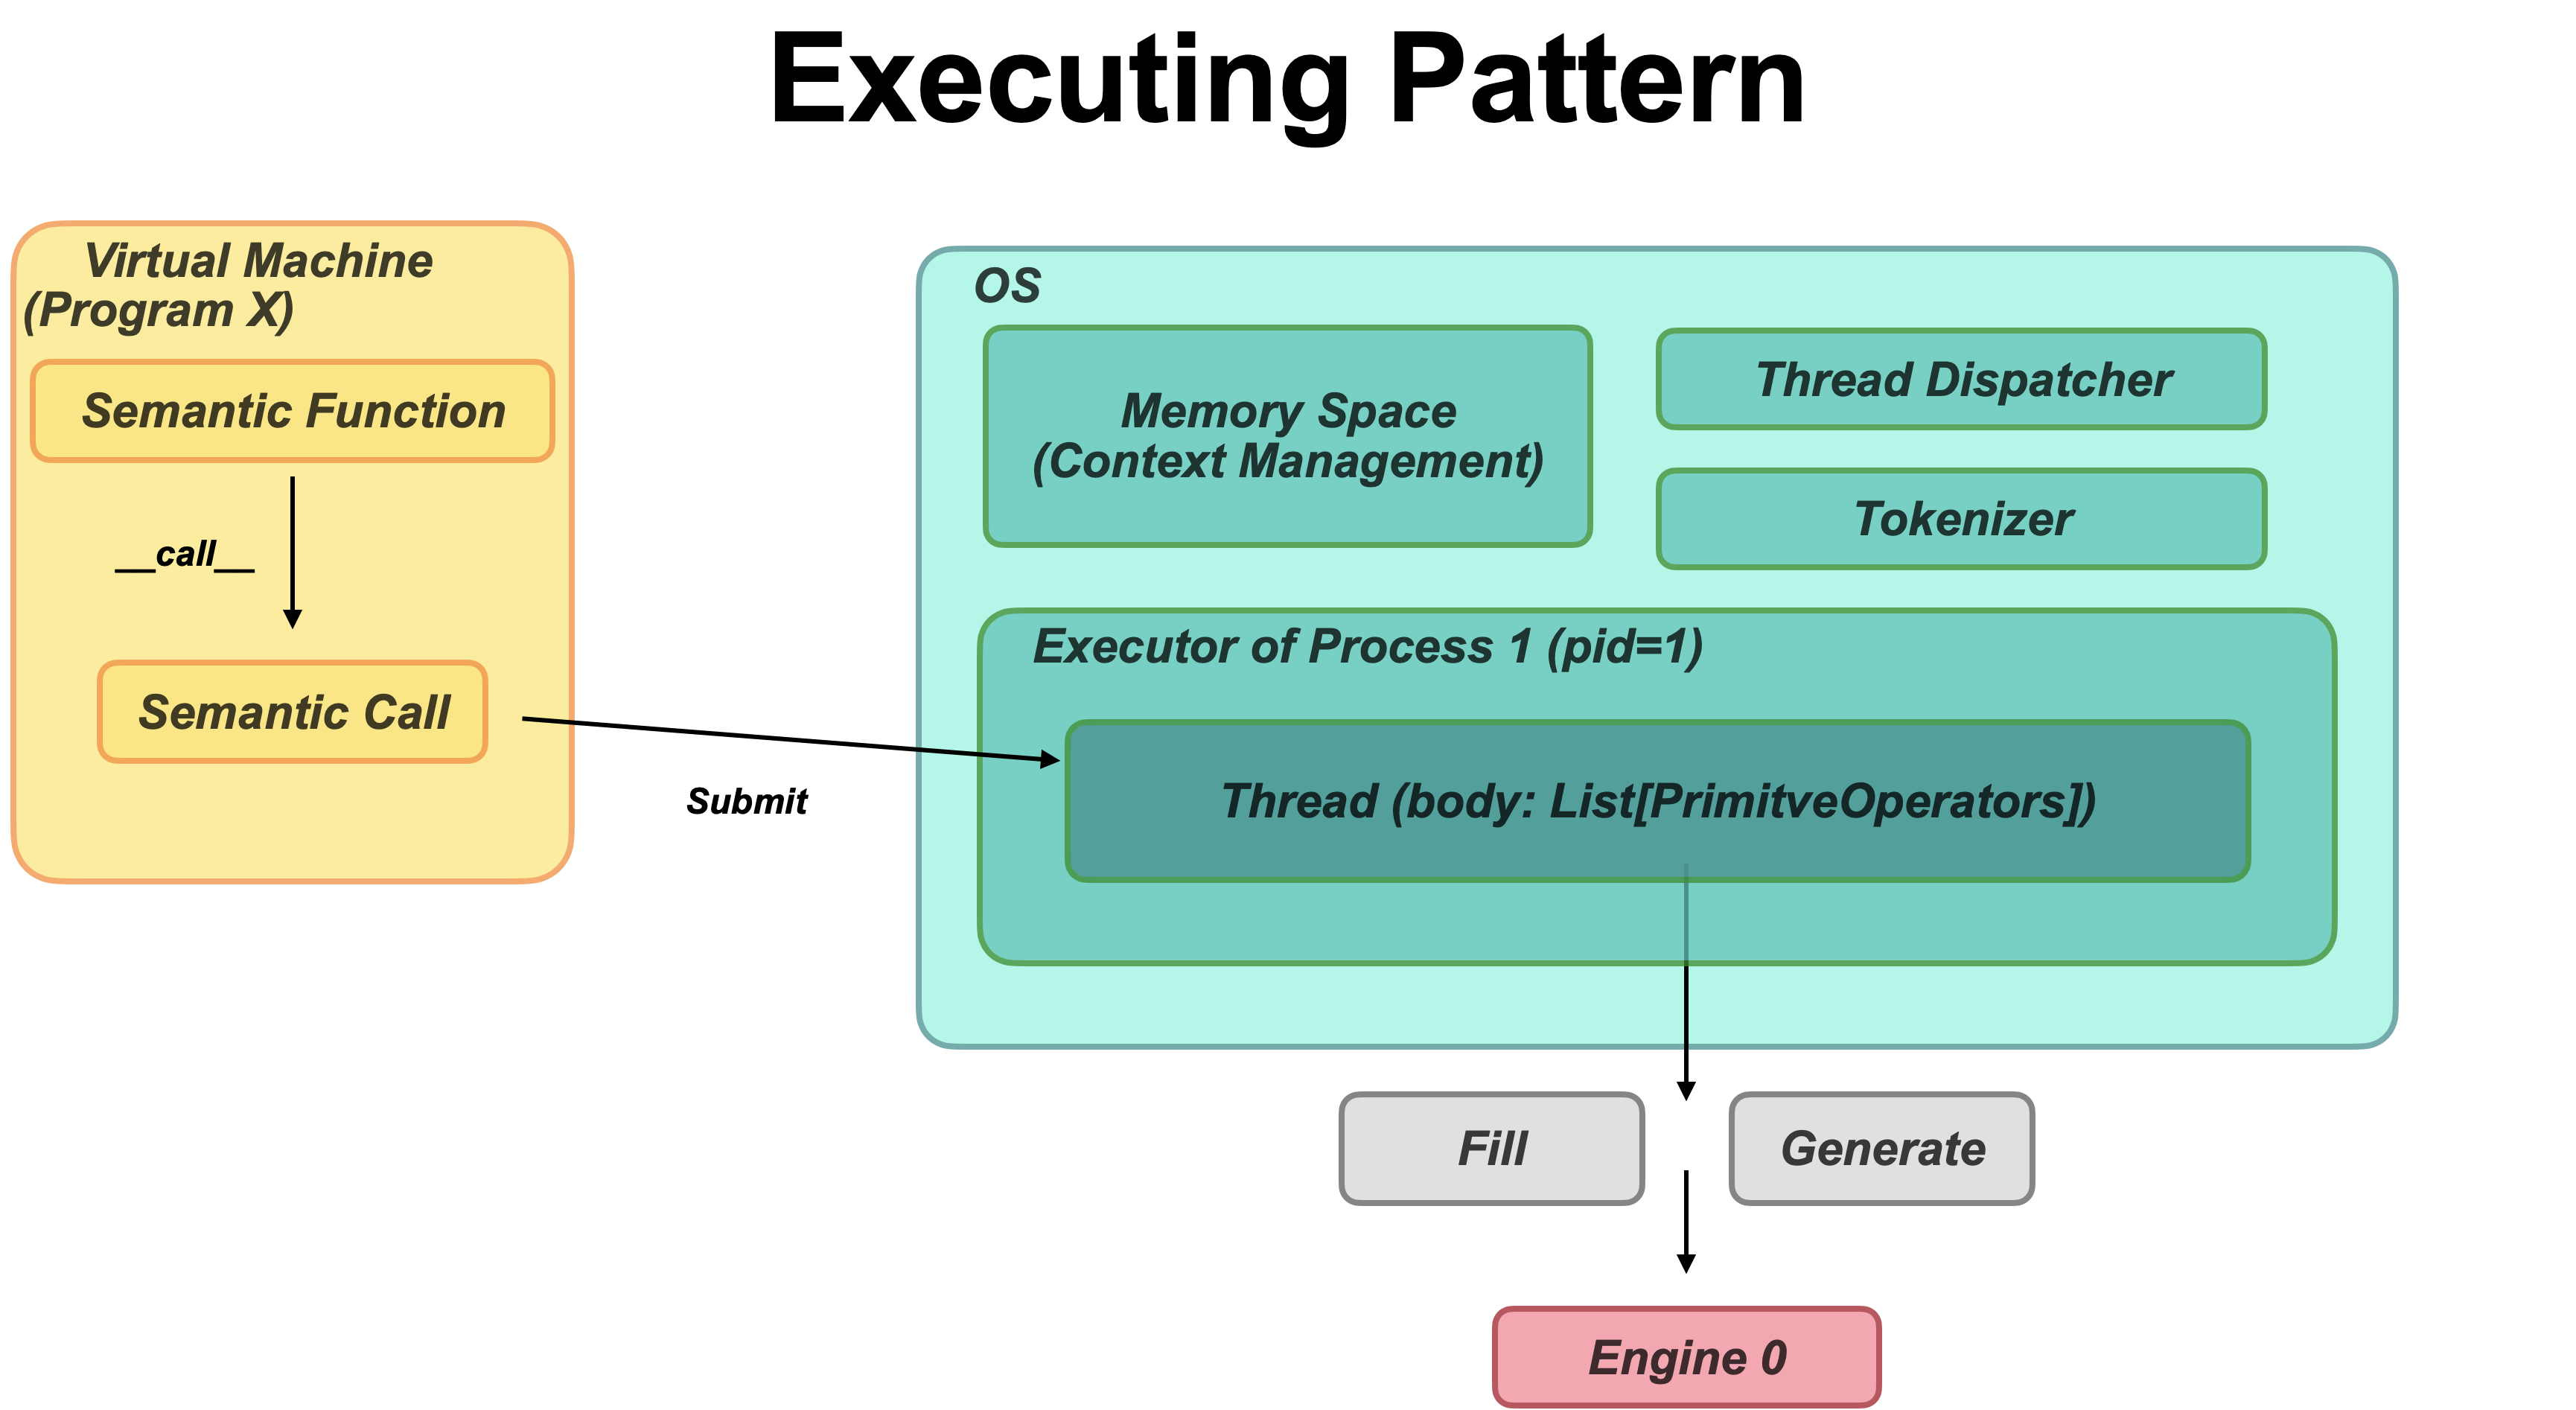 Executing Pattern
Virtual Machine
(Program X)
Semantic Function
__call__
Semantic Call
Submit
OS
Memory Space
(Context Management)
Thread Dispatcher
Tokenizer
Executor of Process 1 (pid=1)
Thread (body: List[PrimitveOperators])
Fill
Generate
Engine 0